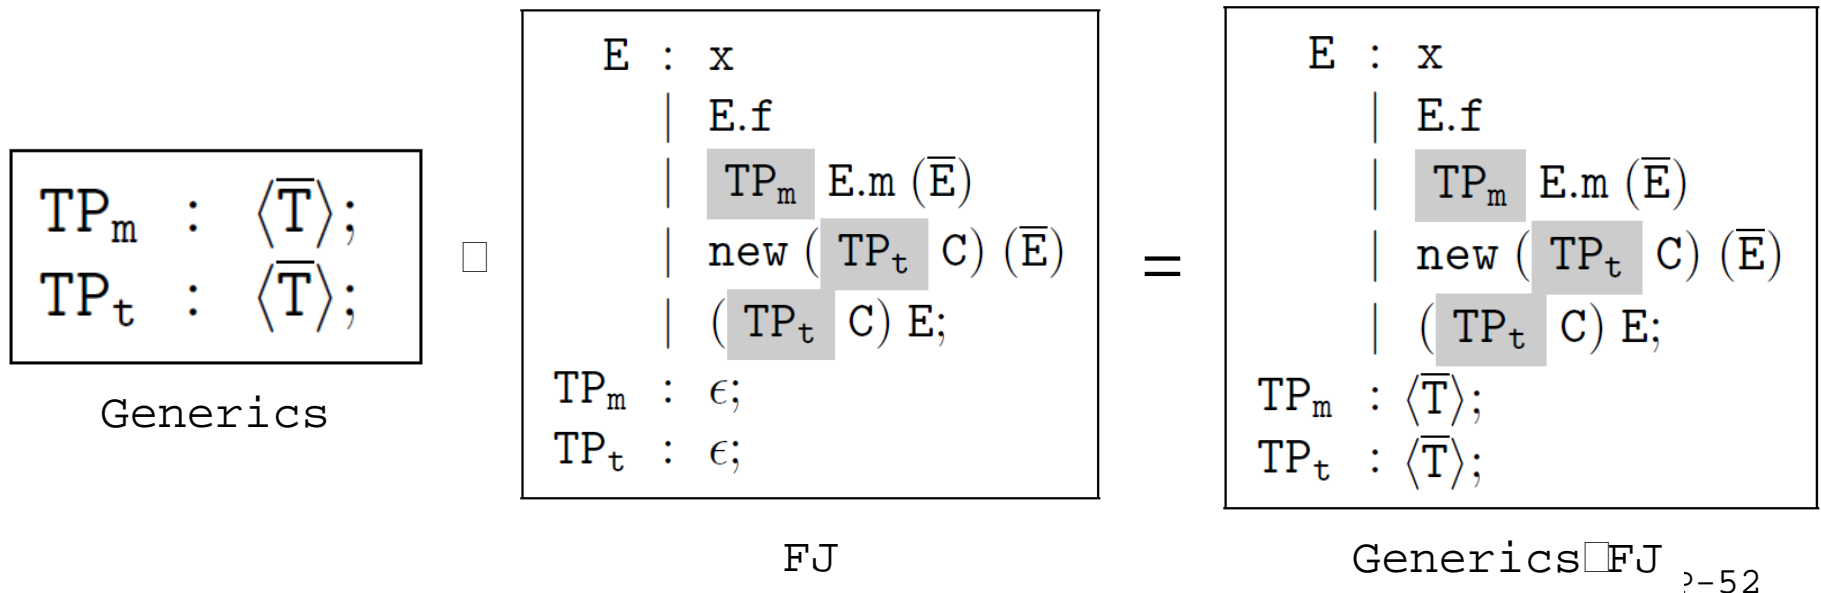 TPₘ : ⟨T̅⟩;
TPₜ : ⟨T̅⟩;
Generics
□
E : x
| E.f
| TPₘ E.m (E̅)
| new ( TPₜ C) (E̅)
| ( TPₜ C) E;
TPₘ : ϵ;
TPₜ : ϵ;
FJ
=
E : x
| E.f
| TPₘ E.m (E̅)
| new ( TPₜ C) (E̅)
| ( TPₜ C) E;
TPₘ : ⟨T̅⟩;
TPₜ : ⟨T̅⟩;
Generics□FJ
-52